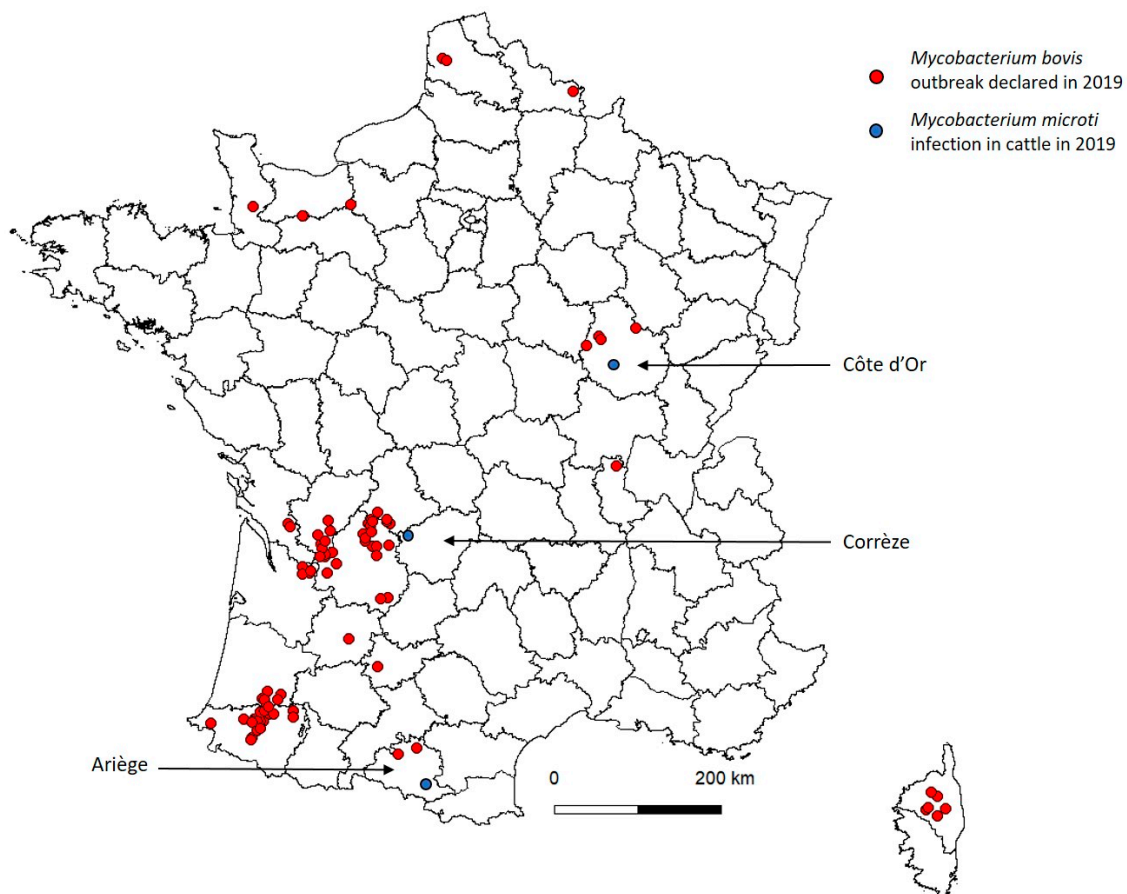 Mycobacterium bovis
outbreak declared in 2019
Mycobacterium microti
infection in cattle in 2019
Côte d’Or
Corrèze
Ariège
0 200 km